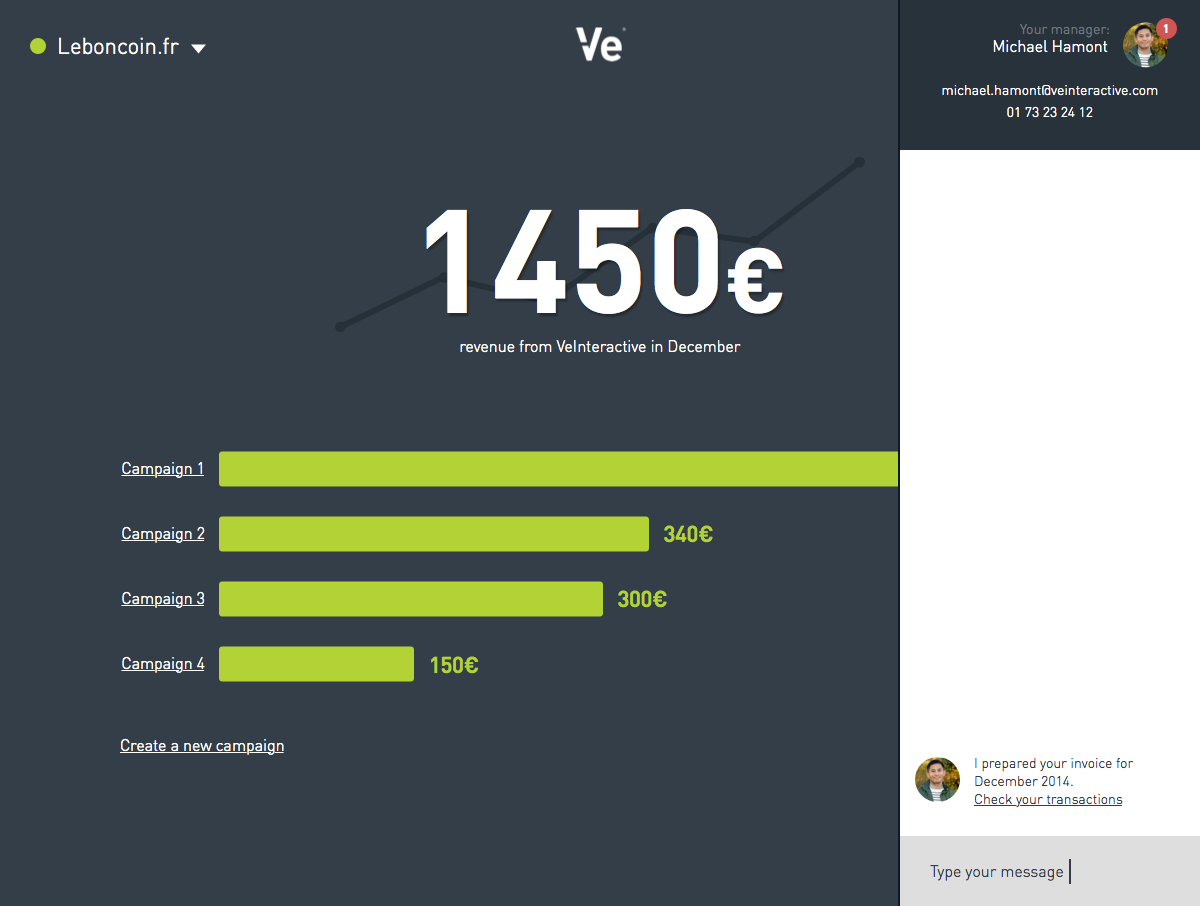 Leboncoin.fr
Ve
Your manager:
Michael Hamont
1
michael.hamont@veinteractive.com
01 73 23 24 12
1450€
revenue from VeInteractive in December
Campaign 1
Campaign 2 340€
Campaign 3 300€
Campaign 4 150€
Create a new campaign
I prepared your invoice for
December 2014.
Check your transactions
Type your message